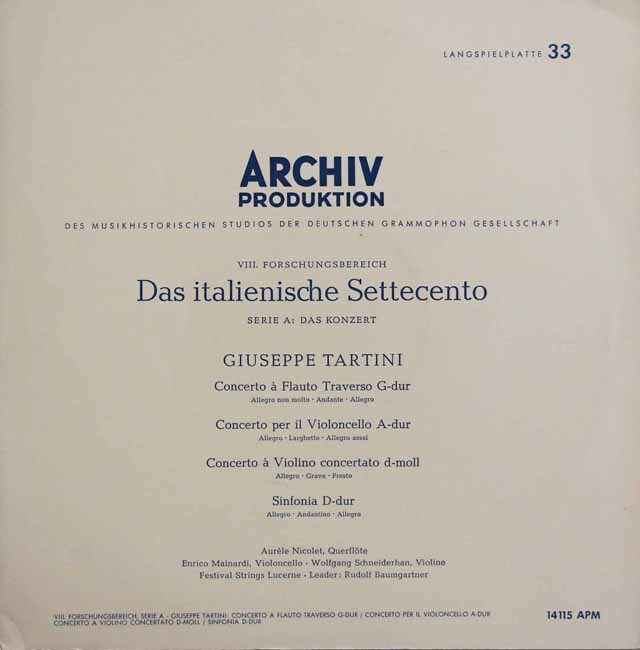 LANGSPIELPLATTE 33
ARCHIV
PRODUKTION
DES MUSIKHISTORISCHEN STUDIOS DER DEUTSCHEN GRAMMOPHON GESELLSCHAFT
VIII. FORSCHUNGSBEREICH
Das italienische Settecento
SERIE A: DAS KONZERT
GIUSEPPE TARTINI
Concerto à Flauto Traverso G-dur
Allegro non molto · Andante · Allegro
Concerto per il Violoncello A-dur
Allegro · Larghetto · Allegro assai
Concerto à Violino concertato d-moll
Allegro · Grave · Presto
Sinfonia D-dur
Allegro · Andantino · Allegro
Aurèle Nicolet, Querflöte
Enrico Mainardi, Violoncello · Wolfgang Schneiderhan, Violine
Festival Strings Lucerne · Leader: Rudolf Baumgartner
VIII. FORSCHUNGSBEREICH, SERIE A - GIUSEPPE TARTINI: CONCERTO A FLAUTO TRAVERSO G-DUR / CONCERTO PER IL VIOLONCELLO A-DUR
CONCERTO A VIOLINO CONCERTATO D-MOLL / SINFONIA D-DUR
14115 APM